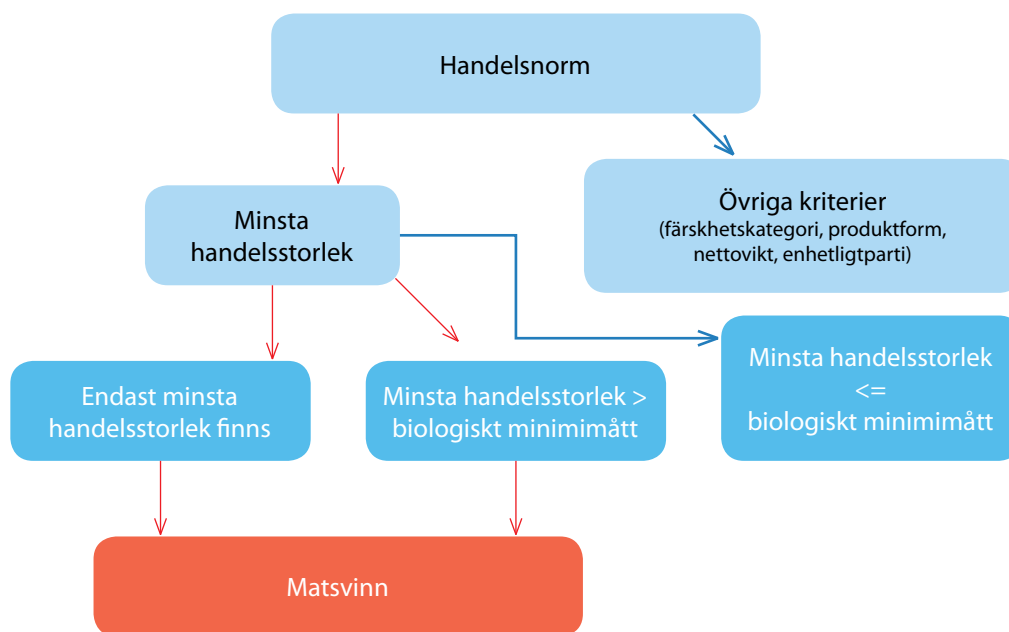 Handelsnorm
Övriga kriterier
(färskhetskategori, produktform,
nettovikt, enhetligtparti)
Minsta
handelsstorlek
Endast minsta
handelsstorlek finns
Minsta handelsstorlek >
biologiskt minimimått
Minsta handelsstorlek
<=
biologiskt minimimått
Matsvinn